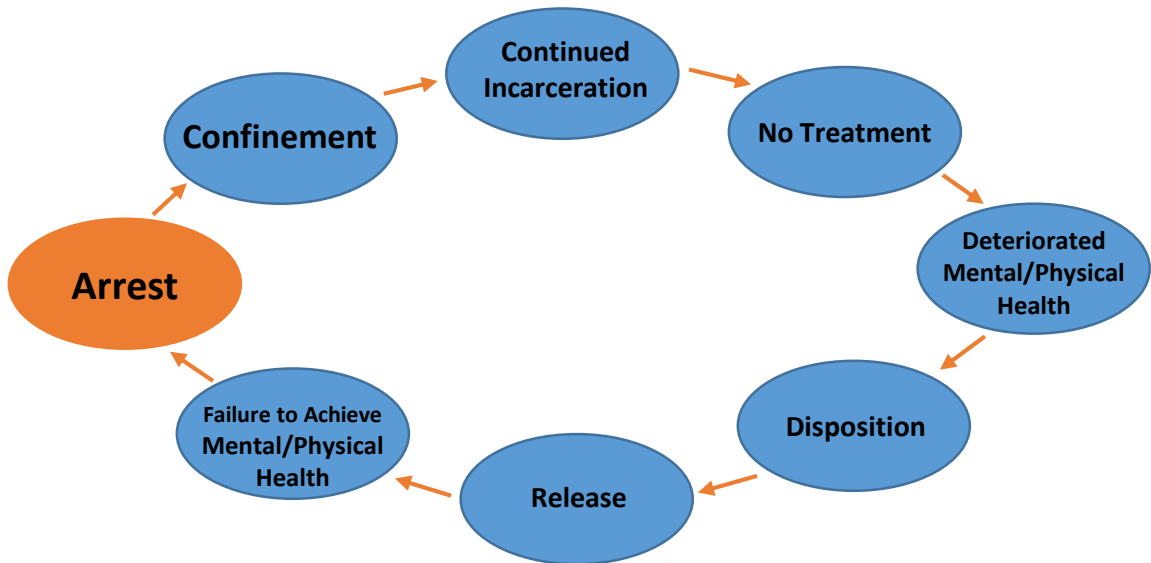 Arrest
Confinement
Continued
Incarceration
No Treatment
Deteriorated
Mental/Physical
Health
Disposition
Release
Failure to Achieve
Mental/Physical
Health